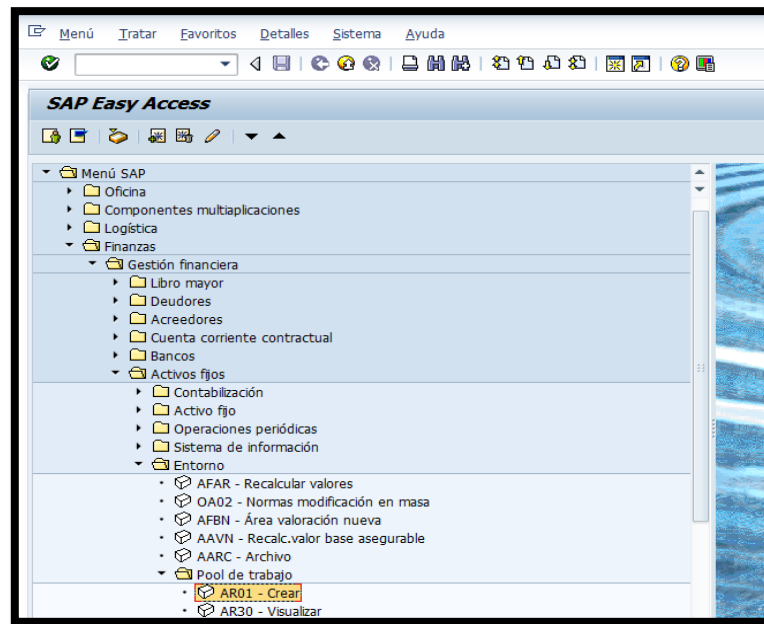 Menú Tratar Favoritos Detalles Sistema Ayuda
SAP Easy Access
Menú SAP
Oficina
Componentes multiaplicaciones
Logística
Finanzas
Gestión financiera
Libro mayor
Deudores
Acreedores
Cuenta corriente contractual
Bancos
Activos fijos
Contabilización
Activo fijo
Operaciones periódicas
Sistema de información
Entorno
AFAR - Recalcular valores
OA02 - Normas modificación en masa
AFBN - Área valoración nueva
AAVN - Recalc.valor base asegurable
AARC - Archivo
Pool de trabajo
AR01 - Crear
AR30 - Visualizar